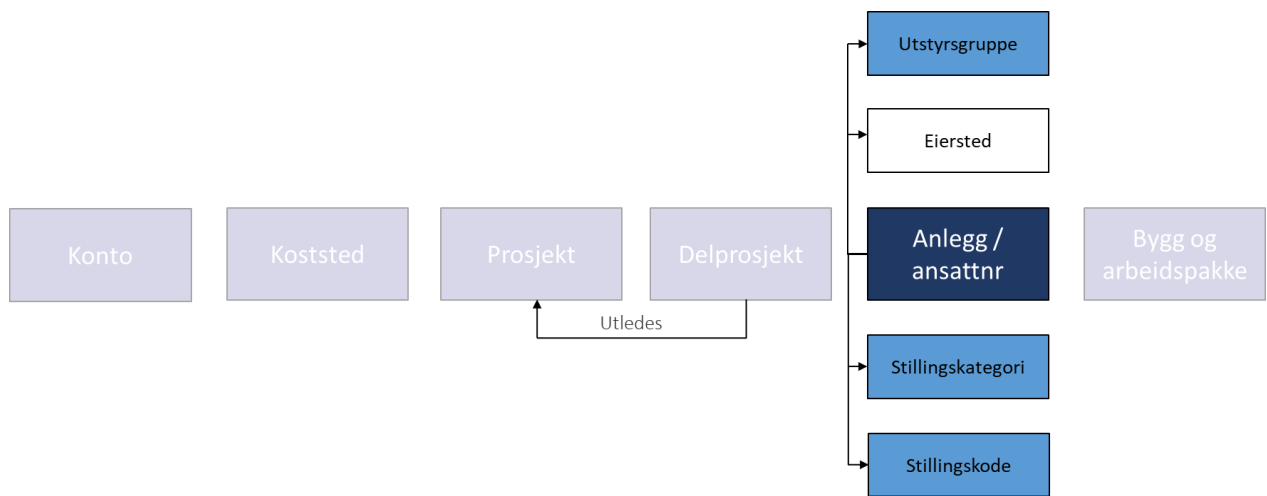 Utstyrsgruppe
Eiersted
Konto
Koststed
Prosjekt
Delprosjekt
Anlegg /
ansattnr
Bygg og
arbeidspakke
Utledes
Stillingskategori
Stillingskode